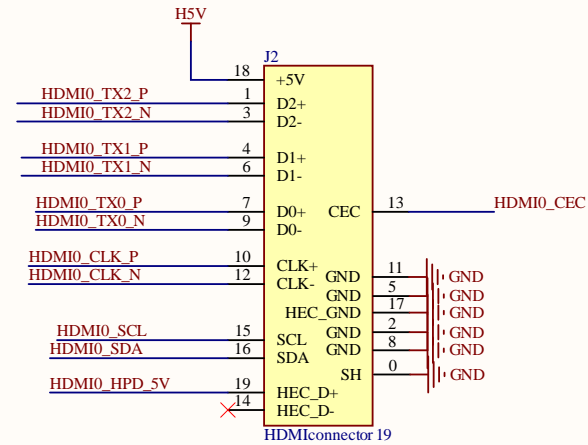 H5V
J2
18 +5V
HDMI0_TX2_P 1 D2+
HDMI0_TX2_N 3 D2-
HDMI0_TX1_P 4 D1+
HDMI0_TX1_N 6 D1-
HDMI0_TX0_P 7 D0+ CEC 13 HDMI0_CEC
HDMI0_TX0_N 9 D0-
HDMI0_CLK_P 10 CLK+
HDMI0_CLK_N 12 CLK- GND 11 GND
GND 5 GND
HEC_GND 17 GND
HDMI0_SCL 15 SCL GND 2 GND
HDMI0_SDA 16 SDA GND 8 GND
SH 0 GND
HDMI0_HPD_5V 19 HEC_D+
14 HEC_D-
HDMIconnector 19